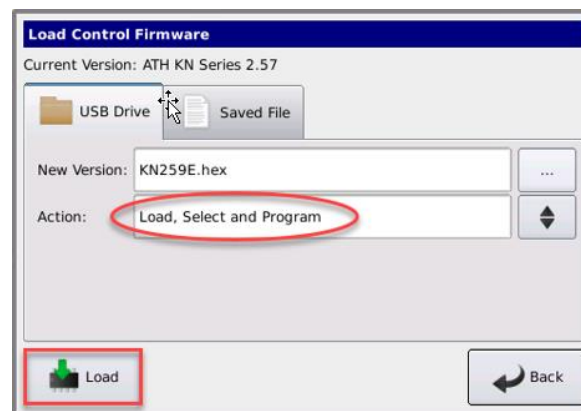 Load Control Firmware
Current Version: ATH KN Series 2.57
USB Drive
Saved File
New Version: KN259E.hex ...
Action: Load, Select and Program
Load
Back